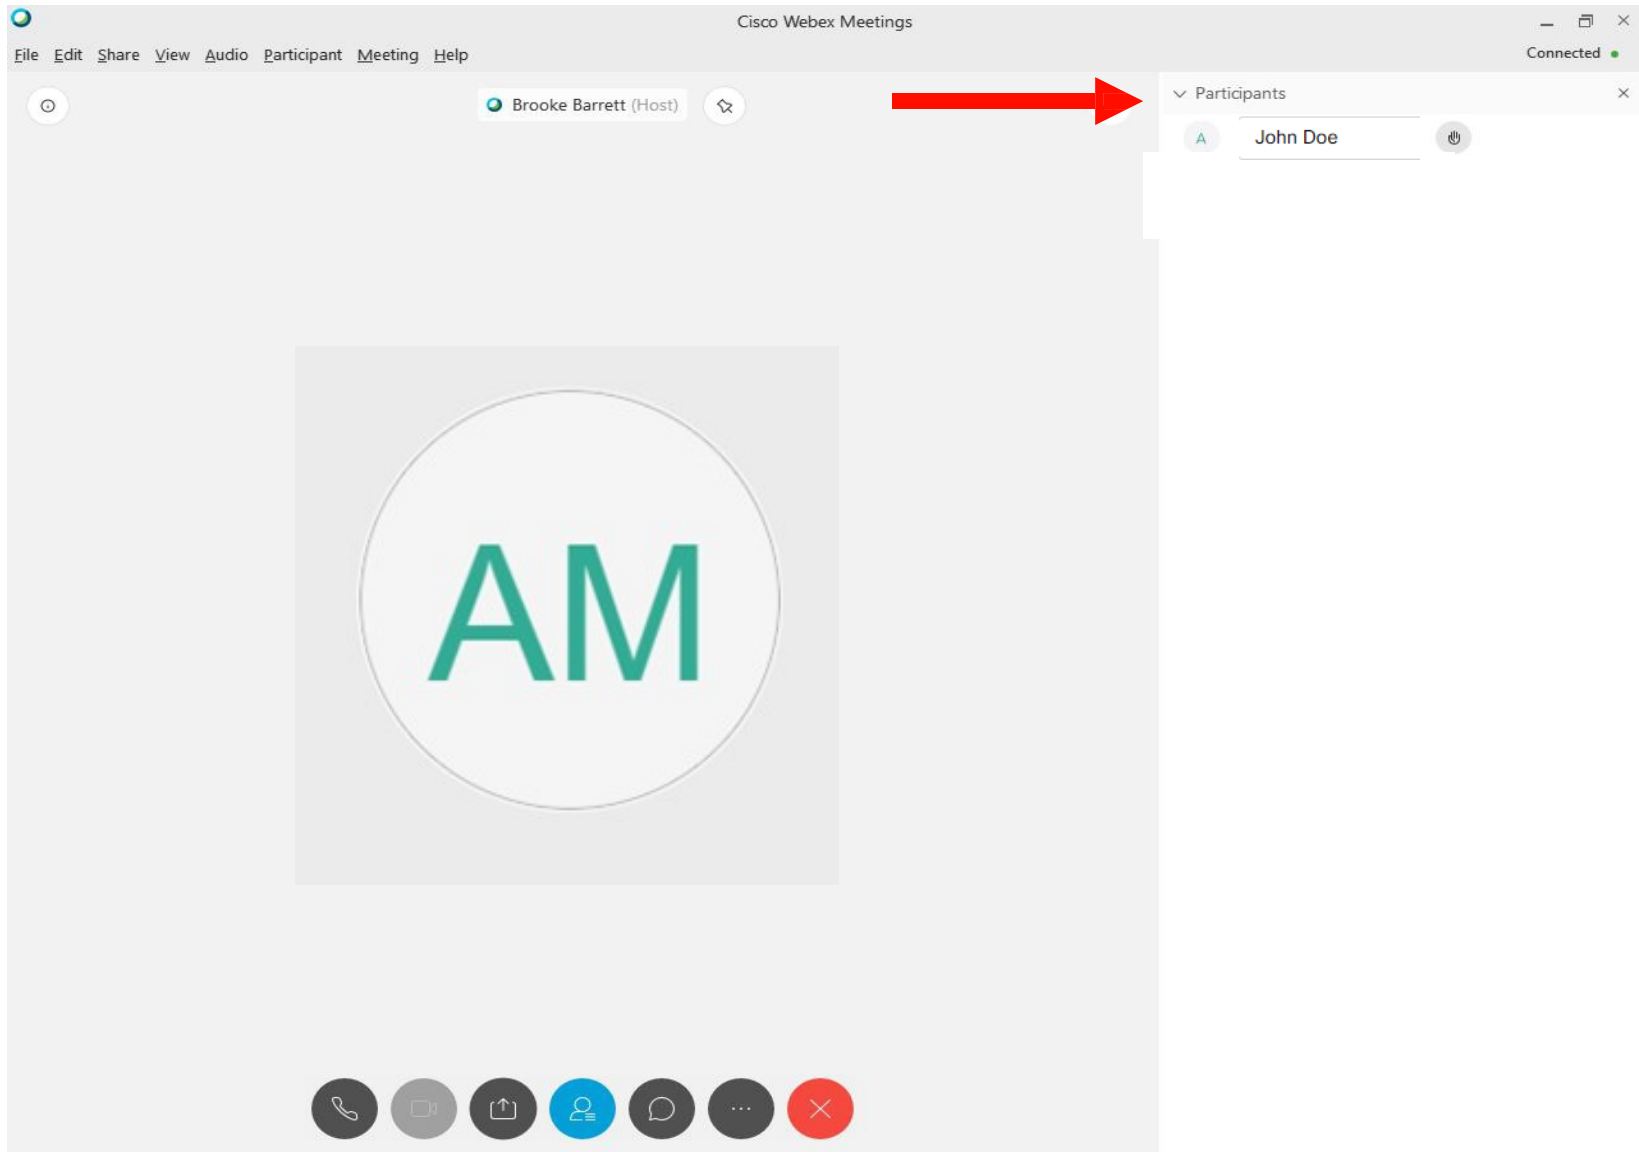 Cisco Webex Meetings
File Edit Share View Audio Participant Meeting Help
Connected
Brooke Barrett (Host)
Participants
A John Doe
AM